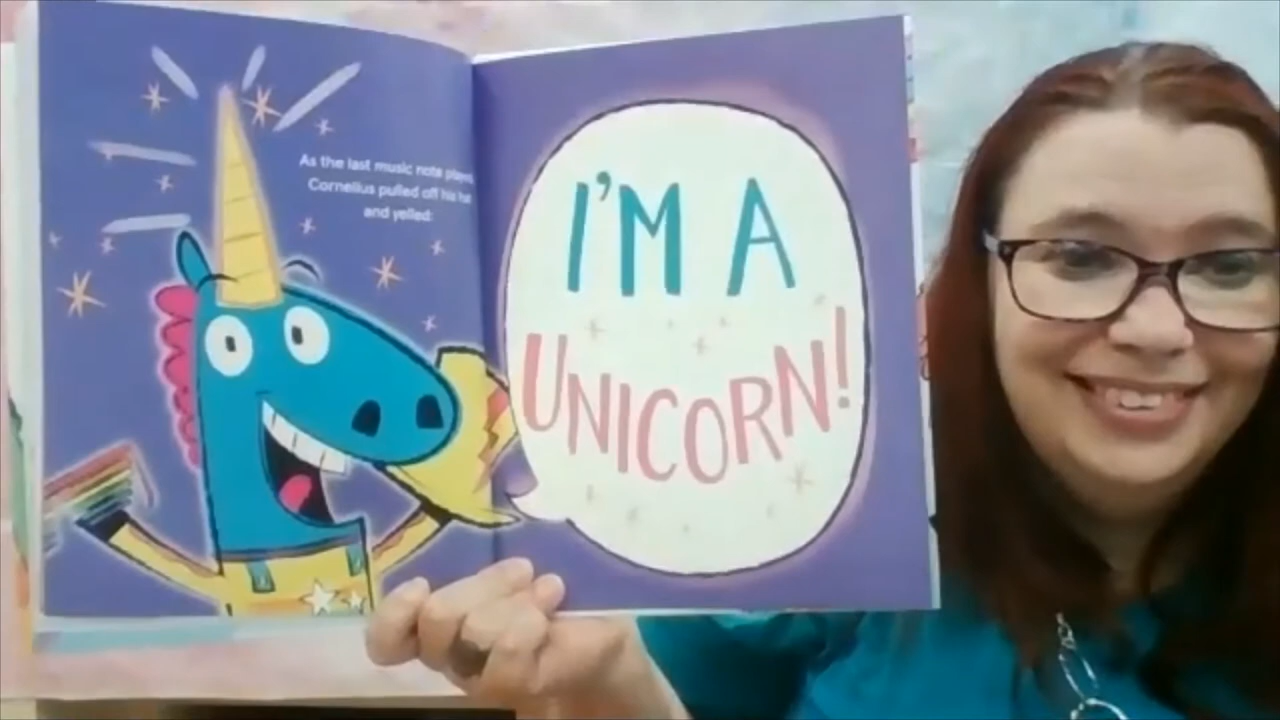 As the last music note played,
Cornelius pulled off his hat
and yelled:
I'M A
UNICORN!